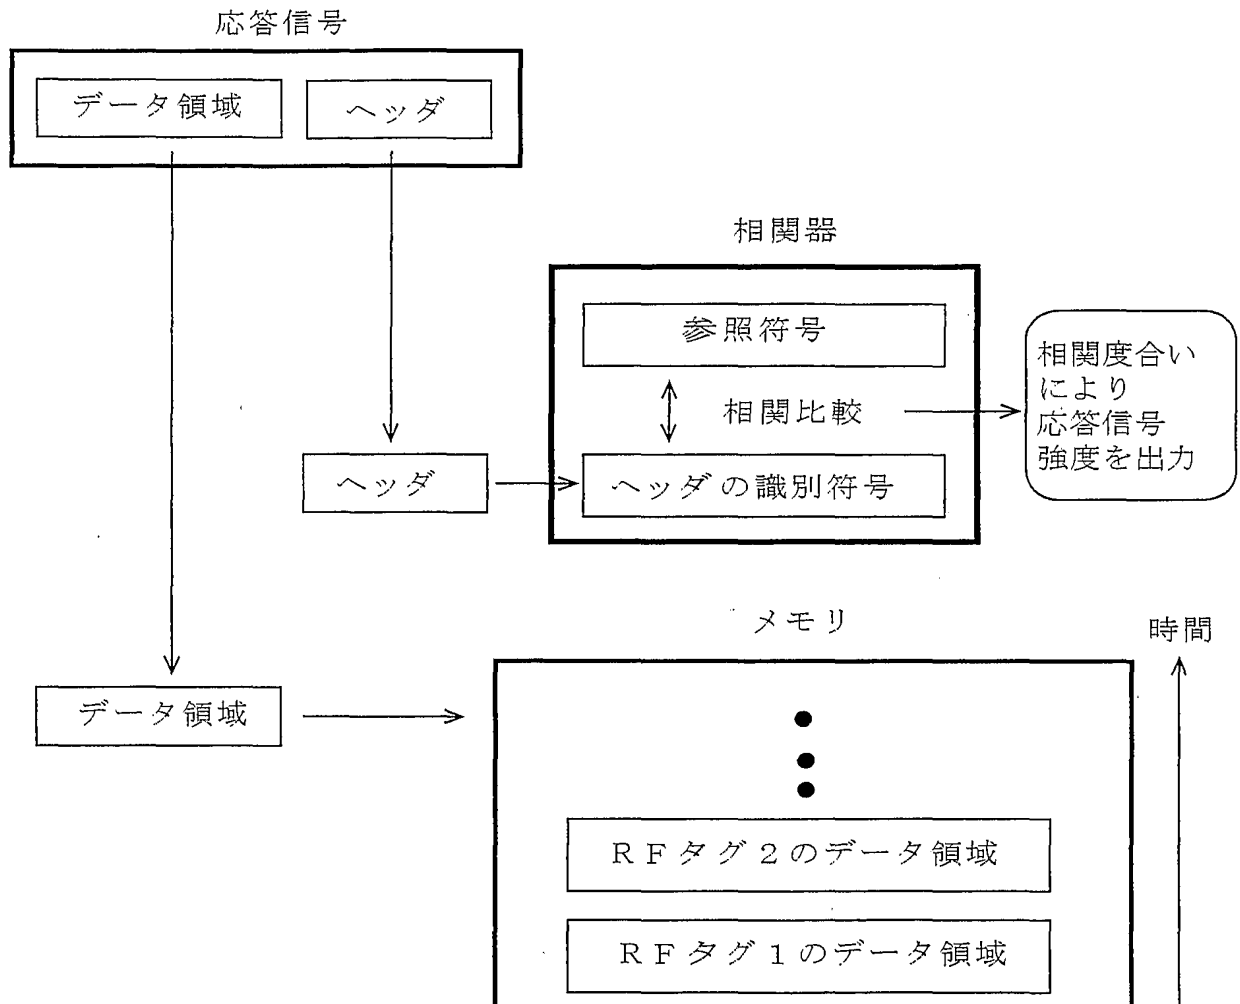 応答信号
データ領域
ヘッダ
相関器
参照符号
相関比較
相関度合い
により
応答信号
強度を出力
ヘッダ
ヘッダの識別符号
メモリ
時間
データ領域
RFタグ2のデータ領域
RFタグ1のデータ領域